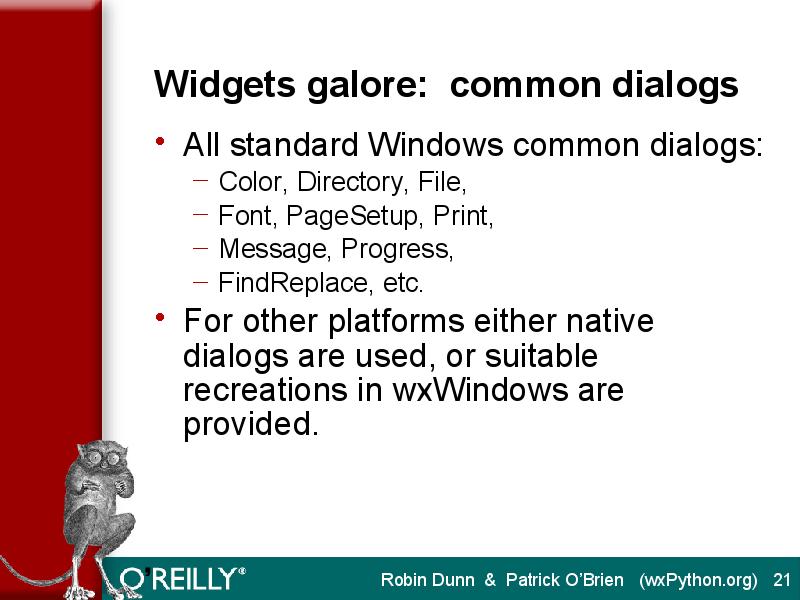 Widgets galore:  common dialogs
• All standard Windows common dialogs:
– Color, Directory, File,
– Font, PageSetup, Print,
– Message, Progress,
– FindReplace, etc.
• For other platforms either native
dialogs are used, or suitable
recreations in wxWindows are
provided.
O'REILLY®
Robin Dunn & Patrick O'Brien (wxPython.org) 21